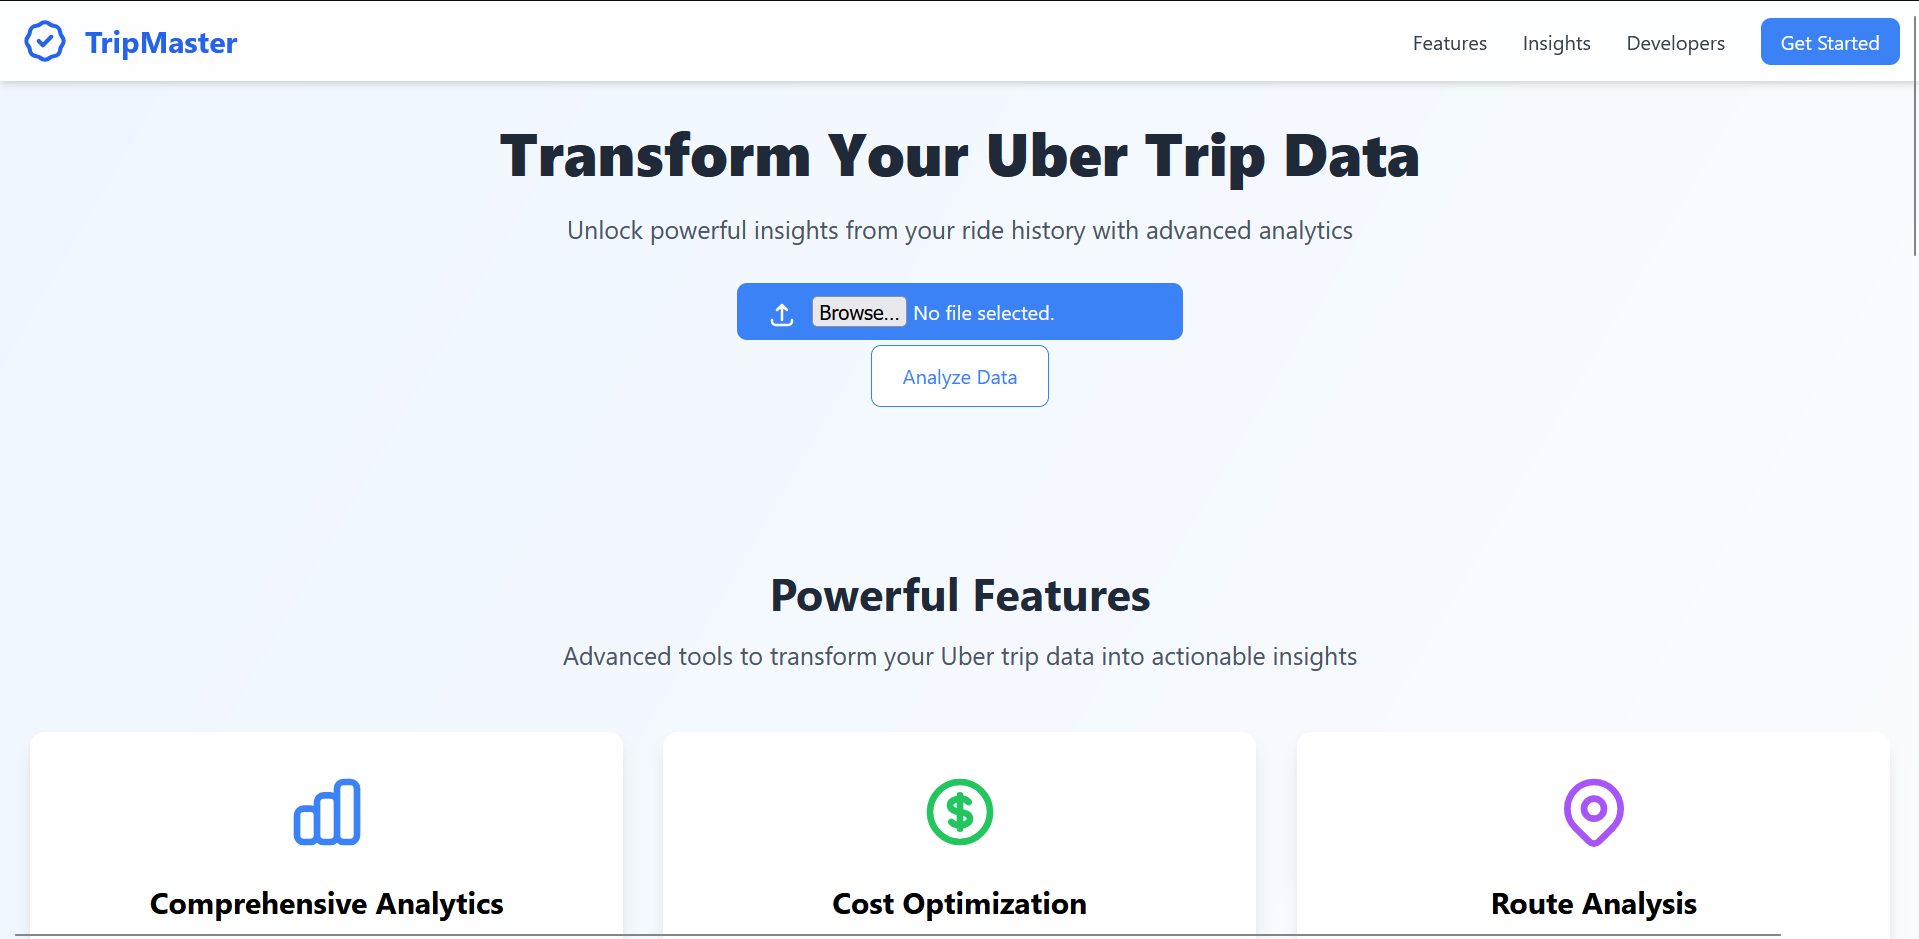 TripMaster
Features Insights Developers Get Started
Transform Your Uber Trip Data
Unlock powerful insights from your ride history with advanced analytics
Browse... No file selected.
Analyze Data
Powerful Features
Advanced tools to transform your Uber trip data into actionable insights
Comprehensive Analytics
Cost Optimization
Route Analysis